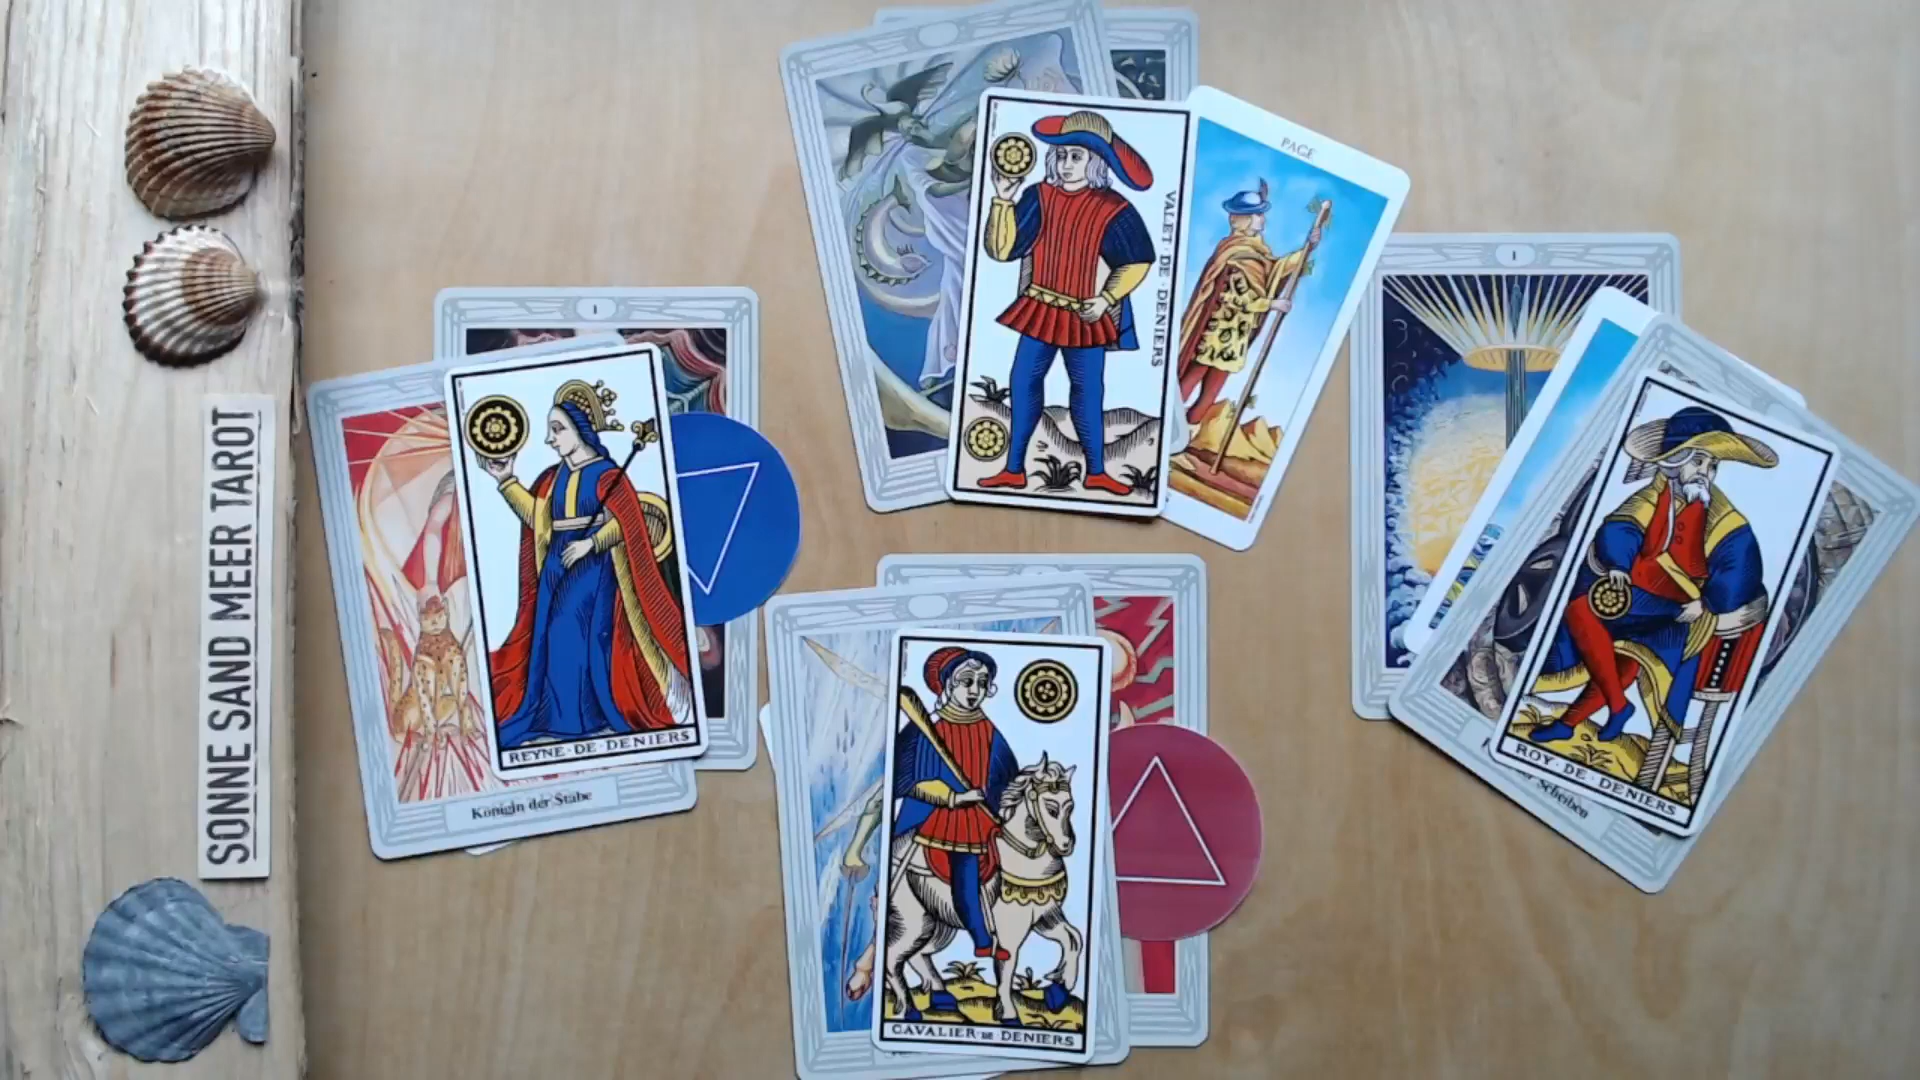 SONNE SAND MEER TAROT
I
REYNE·DE·DENIERS
Königin der Stäbe
VALET·DE·DENIERS
PAGE
CAVALIER DE DENIERS
I
ROY·DE·DENIERS
Scheiben